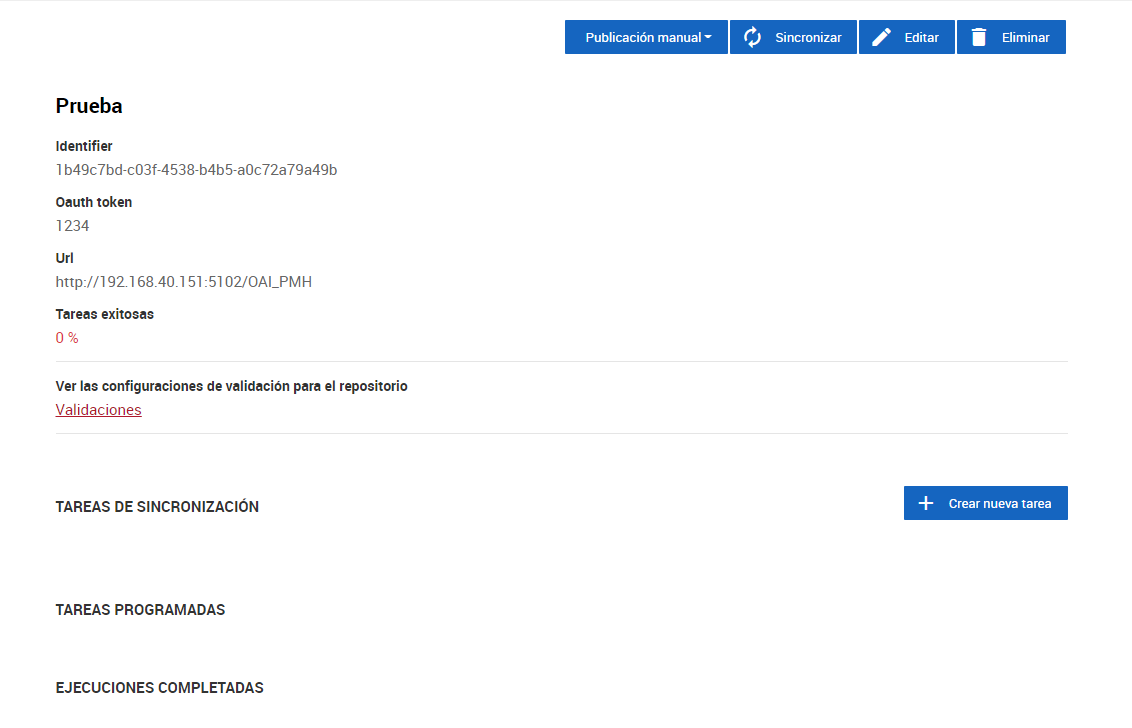 Publicación manual
Sincronizar
Editar
Eliminar
Prueba
Identifier
1b49c7bd-c03f-4538-b4b5-a0c72a79a49b
Oauth token
1234
Url
http://192.168.40.151:5102/OAI_PMH
Tareas exitosas
0 %
Ver las configuraciones de validación para el repositorio
Validaciones
TAREAS DE SINCRONIZACIÓN
Crear nueva tarea
TAREAS PROGRAMADAS
EJECUCIONES COMPLETADAS